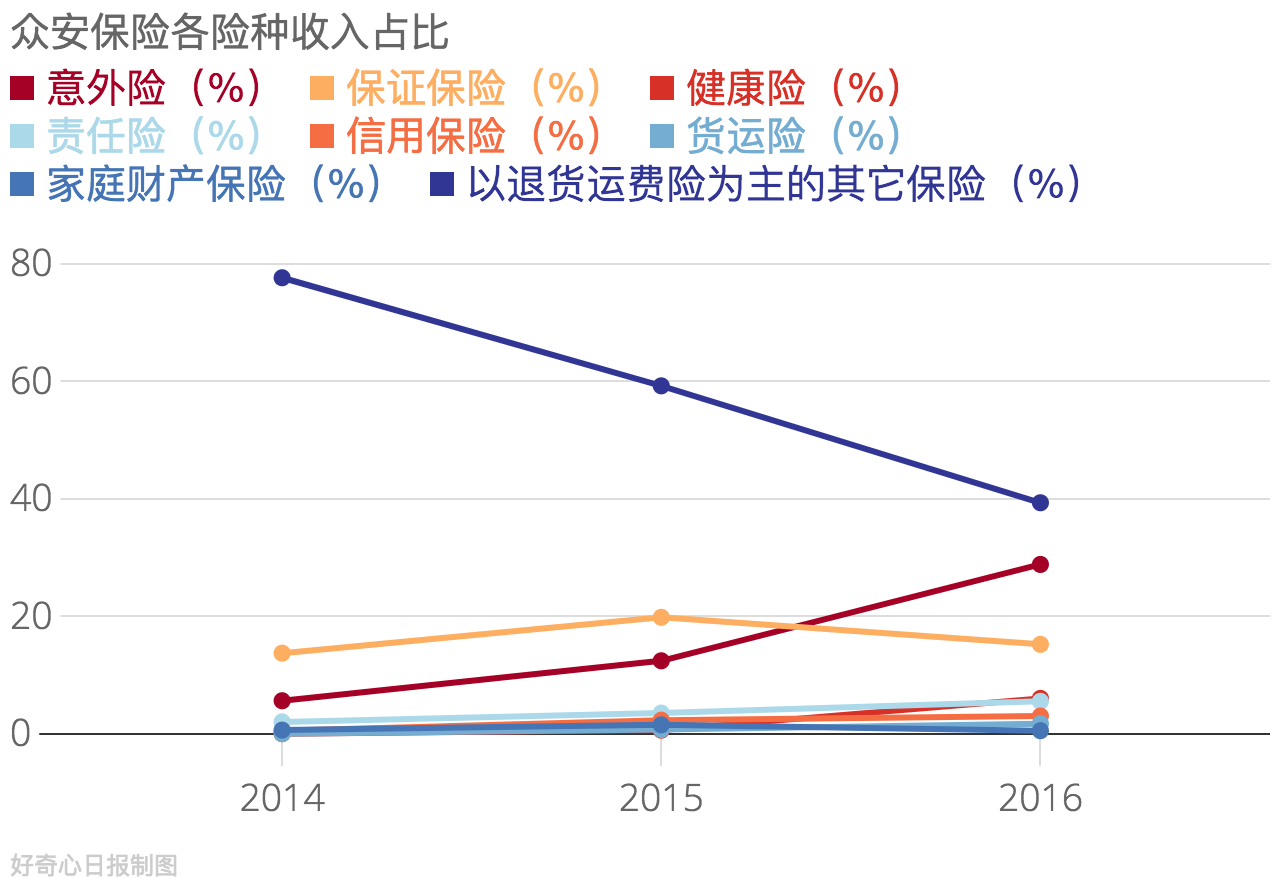 众安保险各险种收入占比
意外险（%） 保证保险（%） 健康险（%）
责任险（%） 信用保险（%） 货运险（%）
家庭财产保险（%） 以退货运费险为主的其它保险（%）
80
60
40
20
0
2014 2015 2016
好奇心日报制图